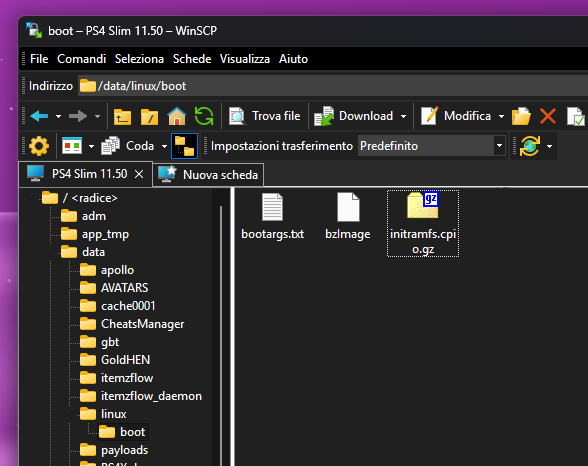 boot – PS4 Slim 11.50 – WinSCP
File Comandi Seleziona Schede Visualizza Aiuto
Indirizzo /data/linux/boot
Trova file Download Modifica
Coda Impostazioni trasferimento Predefinito
PS4 Slim 11.50 × Nuova scheda
/ <radice>
adm
app_tmp
data
apollo
AVATARS
cache0001
CheatsManager
gbt
GoldHEN
itemzflow
itemzflow_daemon
linux
boot
payloads
bootargs.txt
bzImage
gz
initramfs.cpi
o.gz